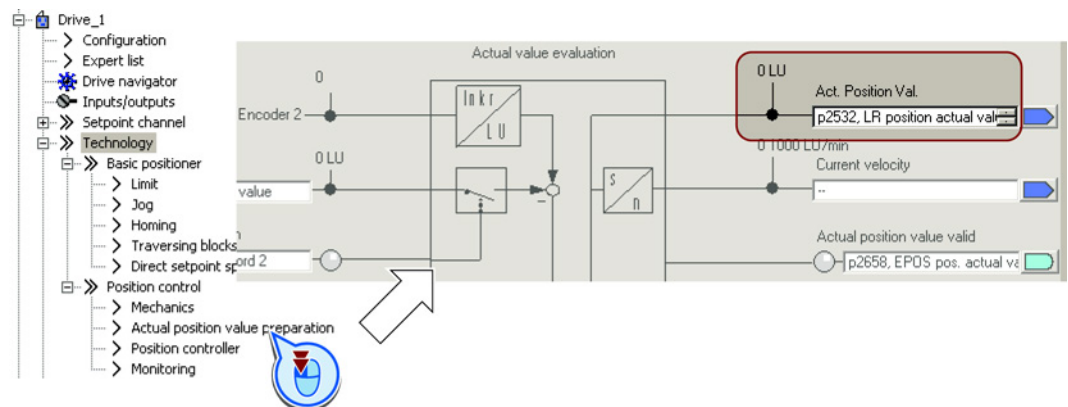 Drive_1
Configuration
Expert list
Drive navigator
Inputs/outputs
Setpoint channel
Technology
Basic positioner
Limit
Jog
Homing
Traversing blocks
Direct setpoint
Position control
Mechanics
Actual position value preparation
Position controller
Monitoring
Actual value evaluation
0
Encoder 2
Inkr
LU
0 LU
value
ord 2
s
n
0 LU
Act. Position Val.
p2532, LR position actual
0 1000 LU/min
Current velocity
--
Actual position value valid
p2658, EPOS pos. actual